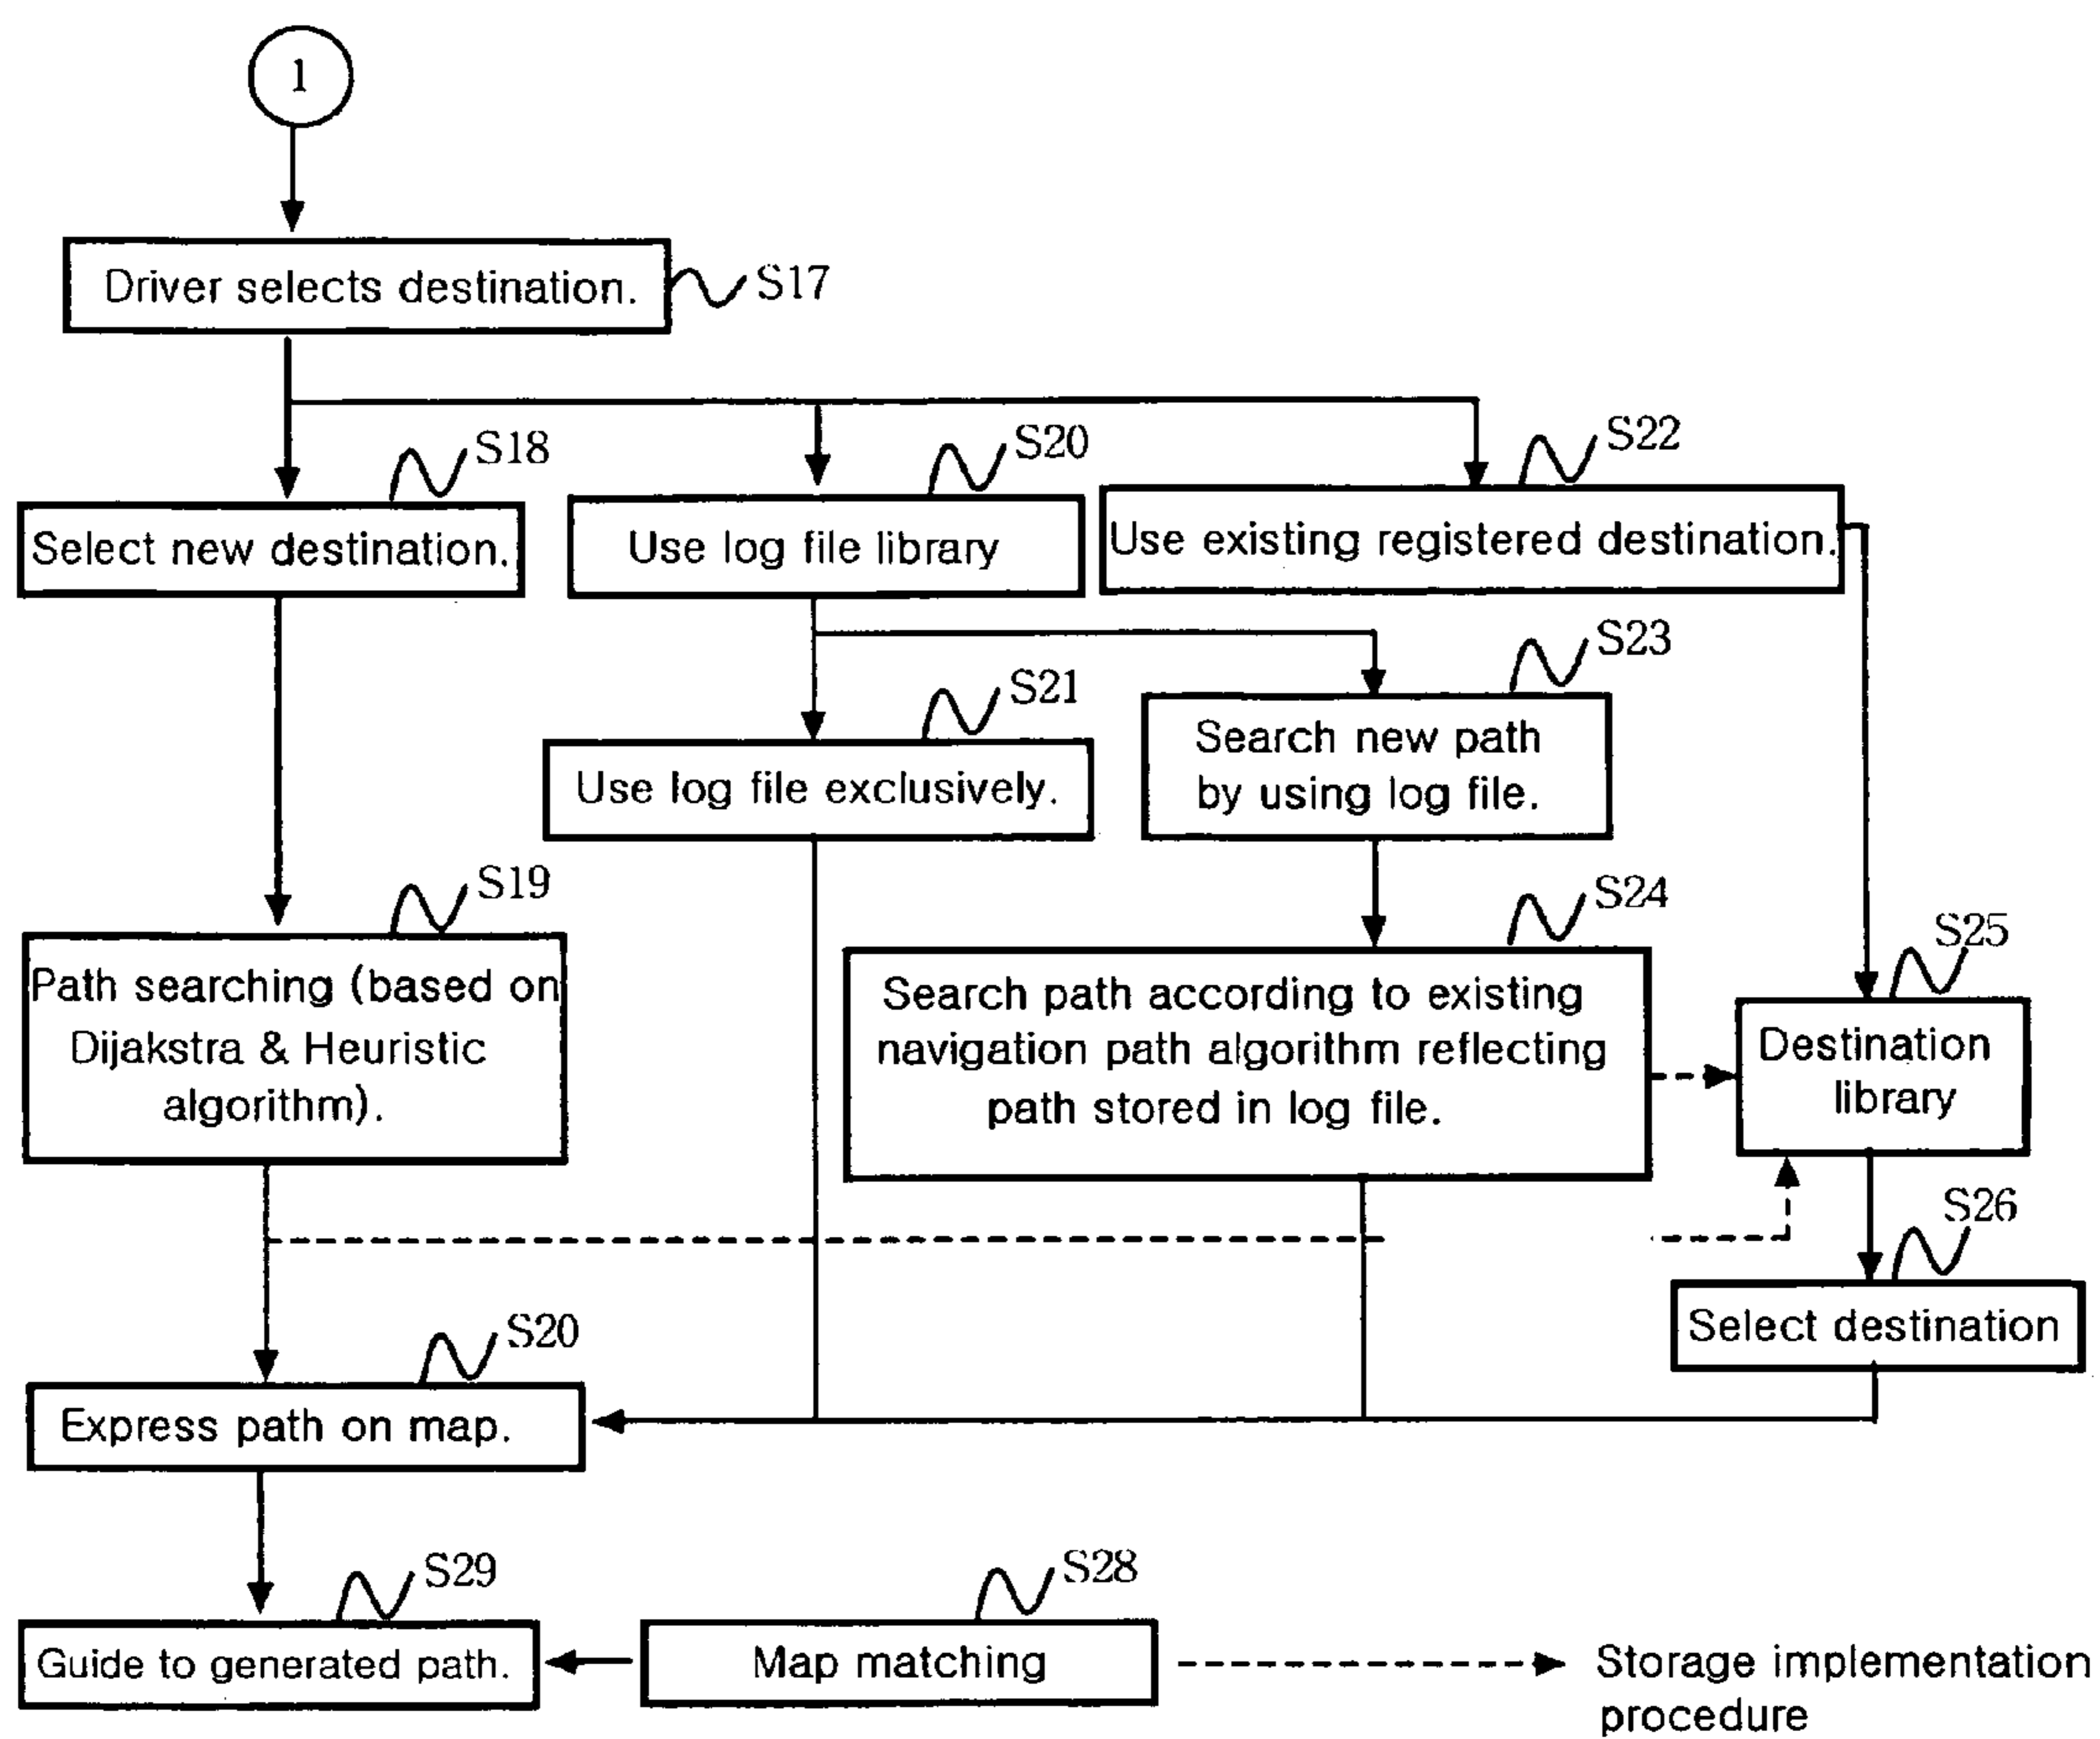 1
Driver selects destination.
S17
S18
S20
S22
Select new destination.
Use log file library
Use existing registered destination.
S21
S23
Use log file exclusively.
Search new path
by using log file.
S19
S24
S25
Path searching (based on
Dijakstra & Heuristic
algorithm).
Search path according to existing
navigation path algorithm reflecting
path stored in log file.
Destination
library
S26
Select destination
S20
Express path on map.
S29
S28
Guide to generated path.
Map matching
Storage implementation
procedure